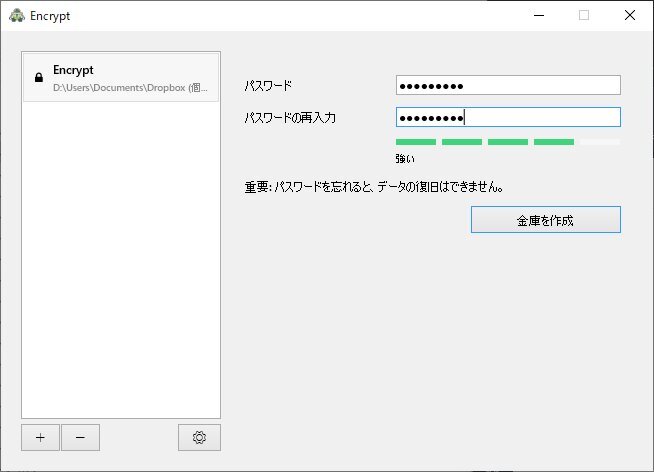 Encrypt
Encrypt
D:\Users\Documents\Dropbox (個...
パスワード
●●●●●●●●●
パスワードの再入力
●●●●●●●●●
強い
重要: パスワードを忘れると、データの復旧はできません。
金庫を作成